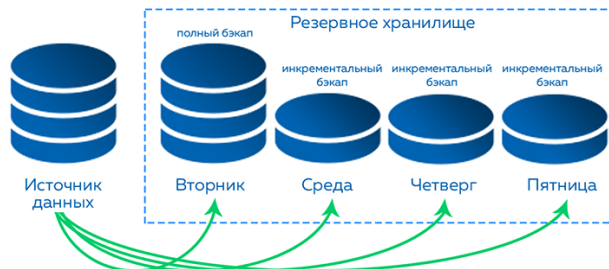 Резервное хранилище
полный бэкап
инкрементальный
бэкап
инкрементальный
бэкап
инкрементальный
бэкап
Источник
данных
Вторник
Среда
Четверг
Пятница